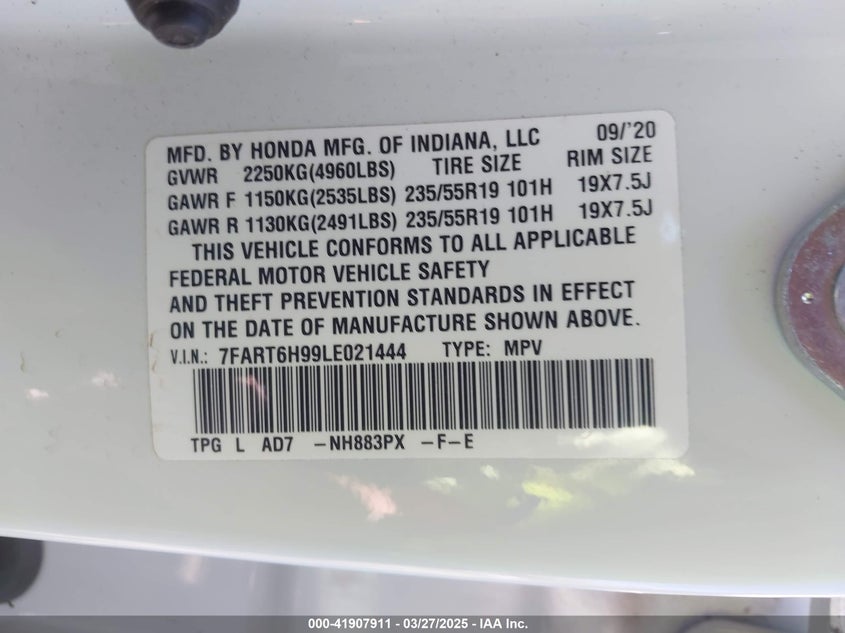 MFD. BY HONDA MFG. OF INDIANA, LLC 09/'20
GVWR 2250KG(4960LBS) TIRE SIZE RIM SIZE
GAWR F 1150KG(2535LBS) 235/55R19 101H 19X7.5J
GAWR R 1130KG(2491LBS) 235/55R19 101H 19X7.5J
THIS VEHICLE CONFORMS TO ALL APPLICABLE
FEDERAL MOTOR VEHICLE SAFETY
AND THEFT PREVENTION STANDARDS IN EFFECT
ON THE DATE OF MANUFACTURE SHOWN ABOVE.
V.I.N.: 7FART6H99LE021444 TYPE: MPV
TPG L AD7 -NH883PX -F-E
000-41907911 - 03/27/2025 - IAA Inc.